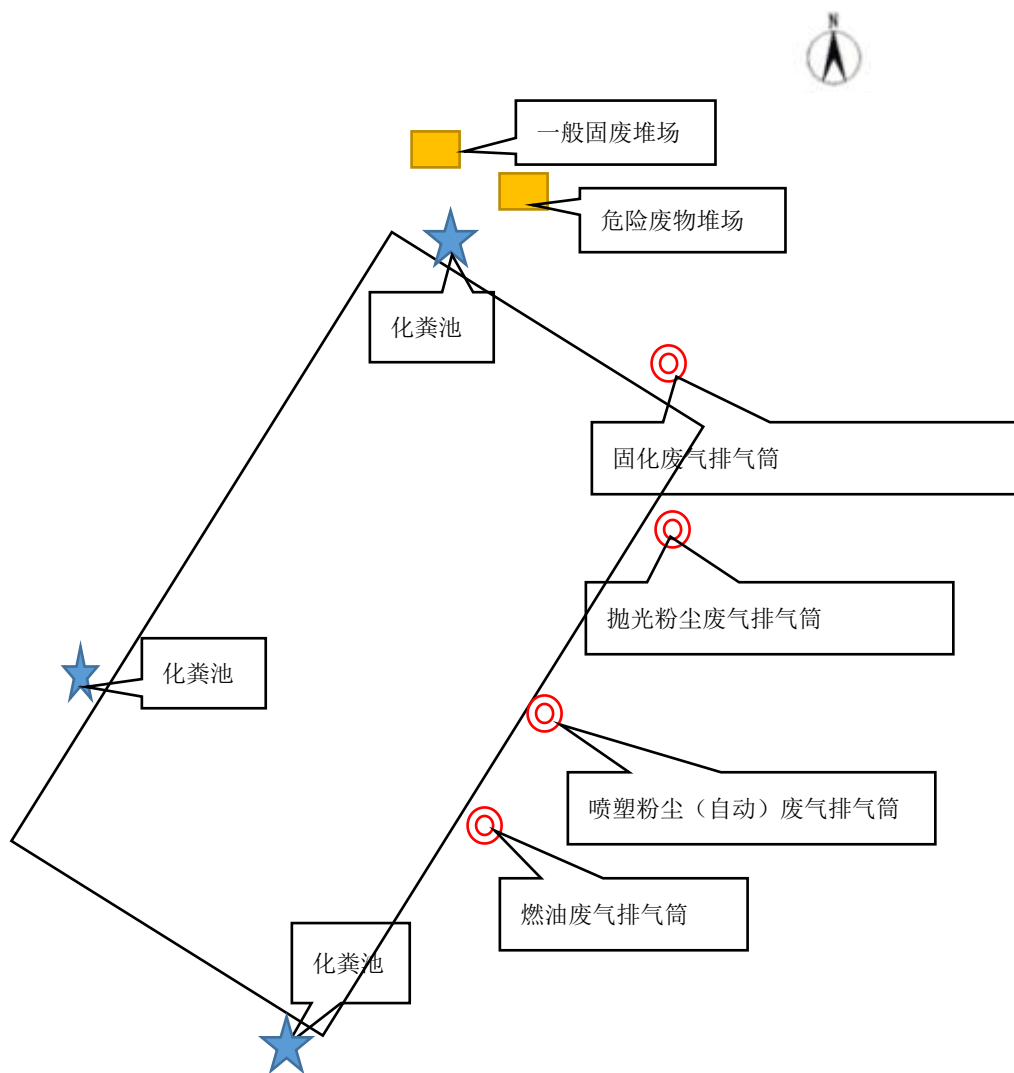 N
一般固废堆场
危险废物堆场
化粪池
固化废气排气筒
抛光粉尘废气排气筒
化粪池
喷塑粉尘（自动）废气排气筒
燃油废气排气筒
化粪池